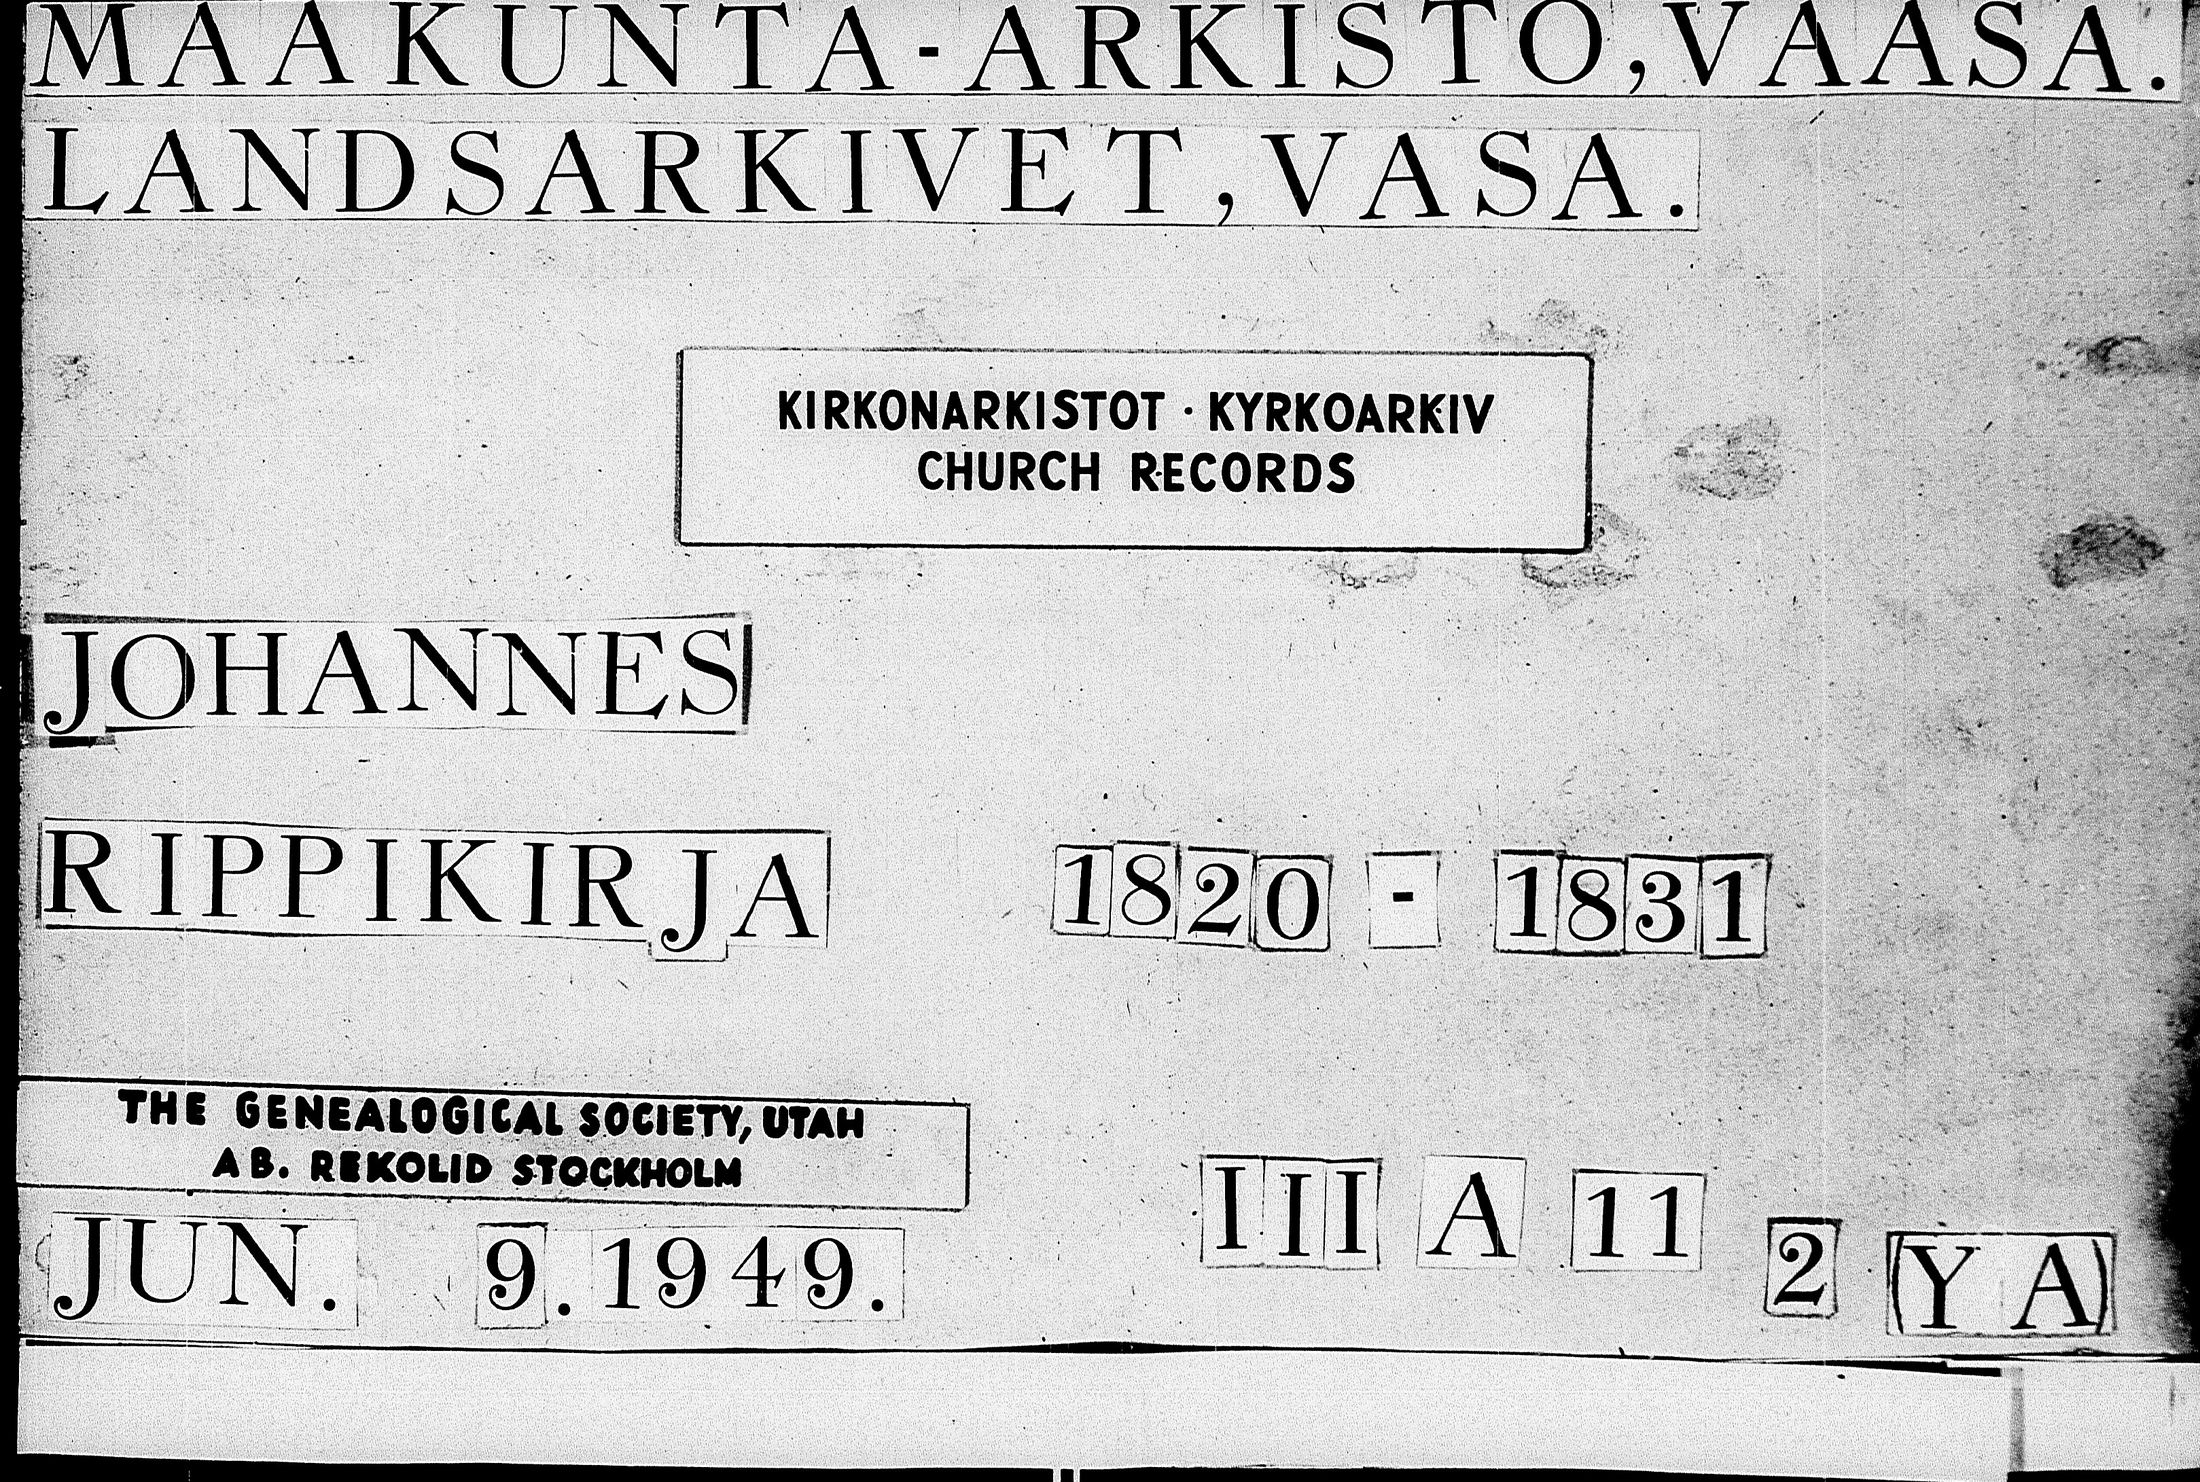 MAAKUNTA-ARKISTO, VAASA.
LANDSARKIVET, VASA.
KIRKONARKISTOT · KYRKOARKIV
CHURCH RECORDS
JOHANNES
RIPPIKIRJA 1820 - 1831
THE GENEALOGICAL SOCIETY, UTAH
AB. REKOLID STOCKHOLM
III A 11 2 (YA)
JUN. 9. 1949.